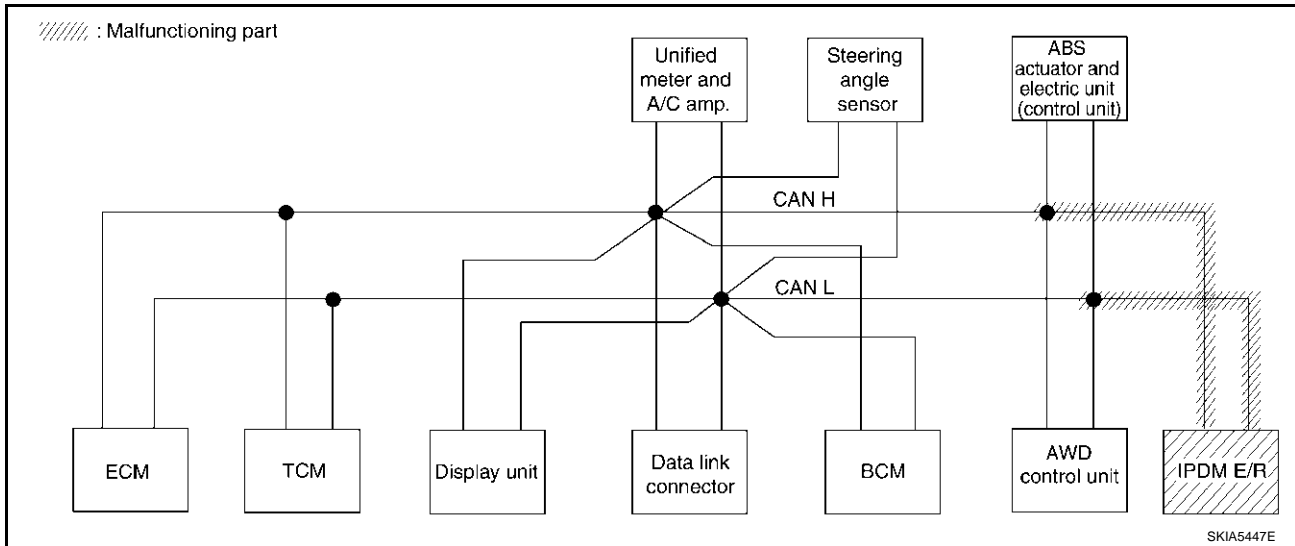 : Malfunctioning part
Unified
meter and
A/C amp.
Steering
angle
sensor
ABS
actuator and
electric unit
(control unit)
CAN H
CAN L
ECM
TCM
Display unit
Data link
connector
BCM
AWD
control unit
IPDM E/R
SKIA5447E